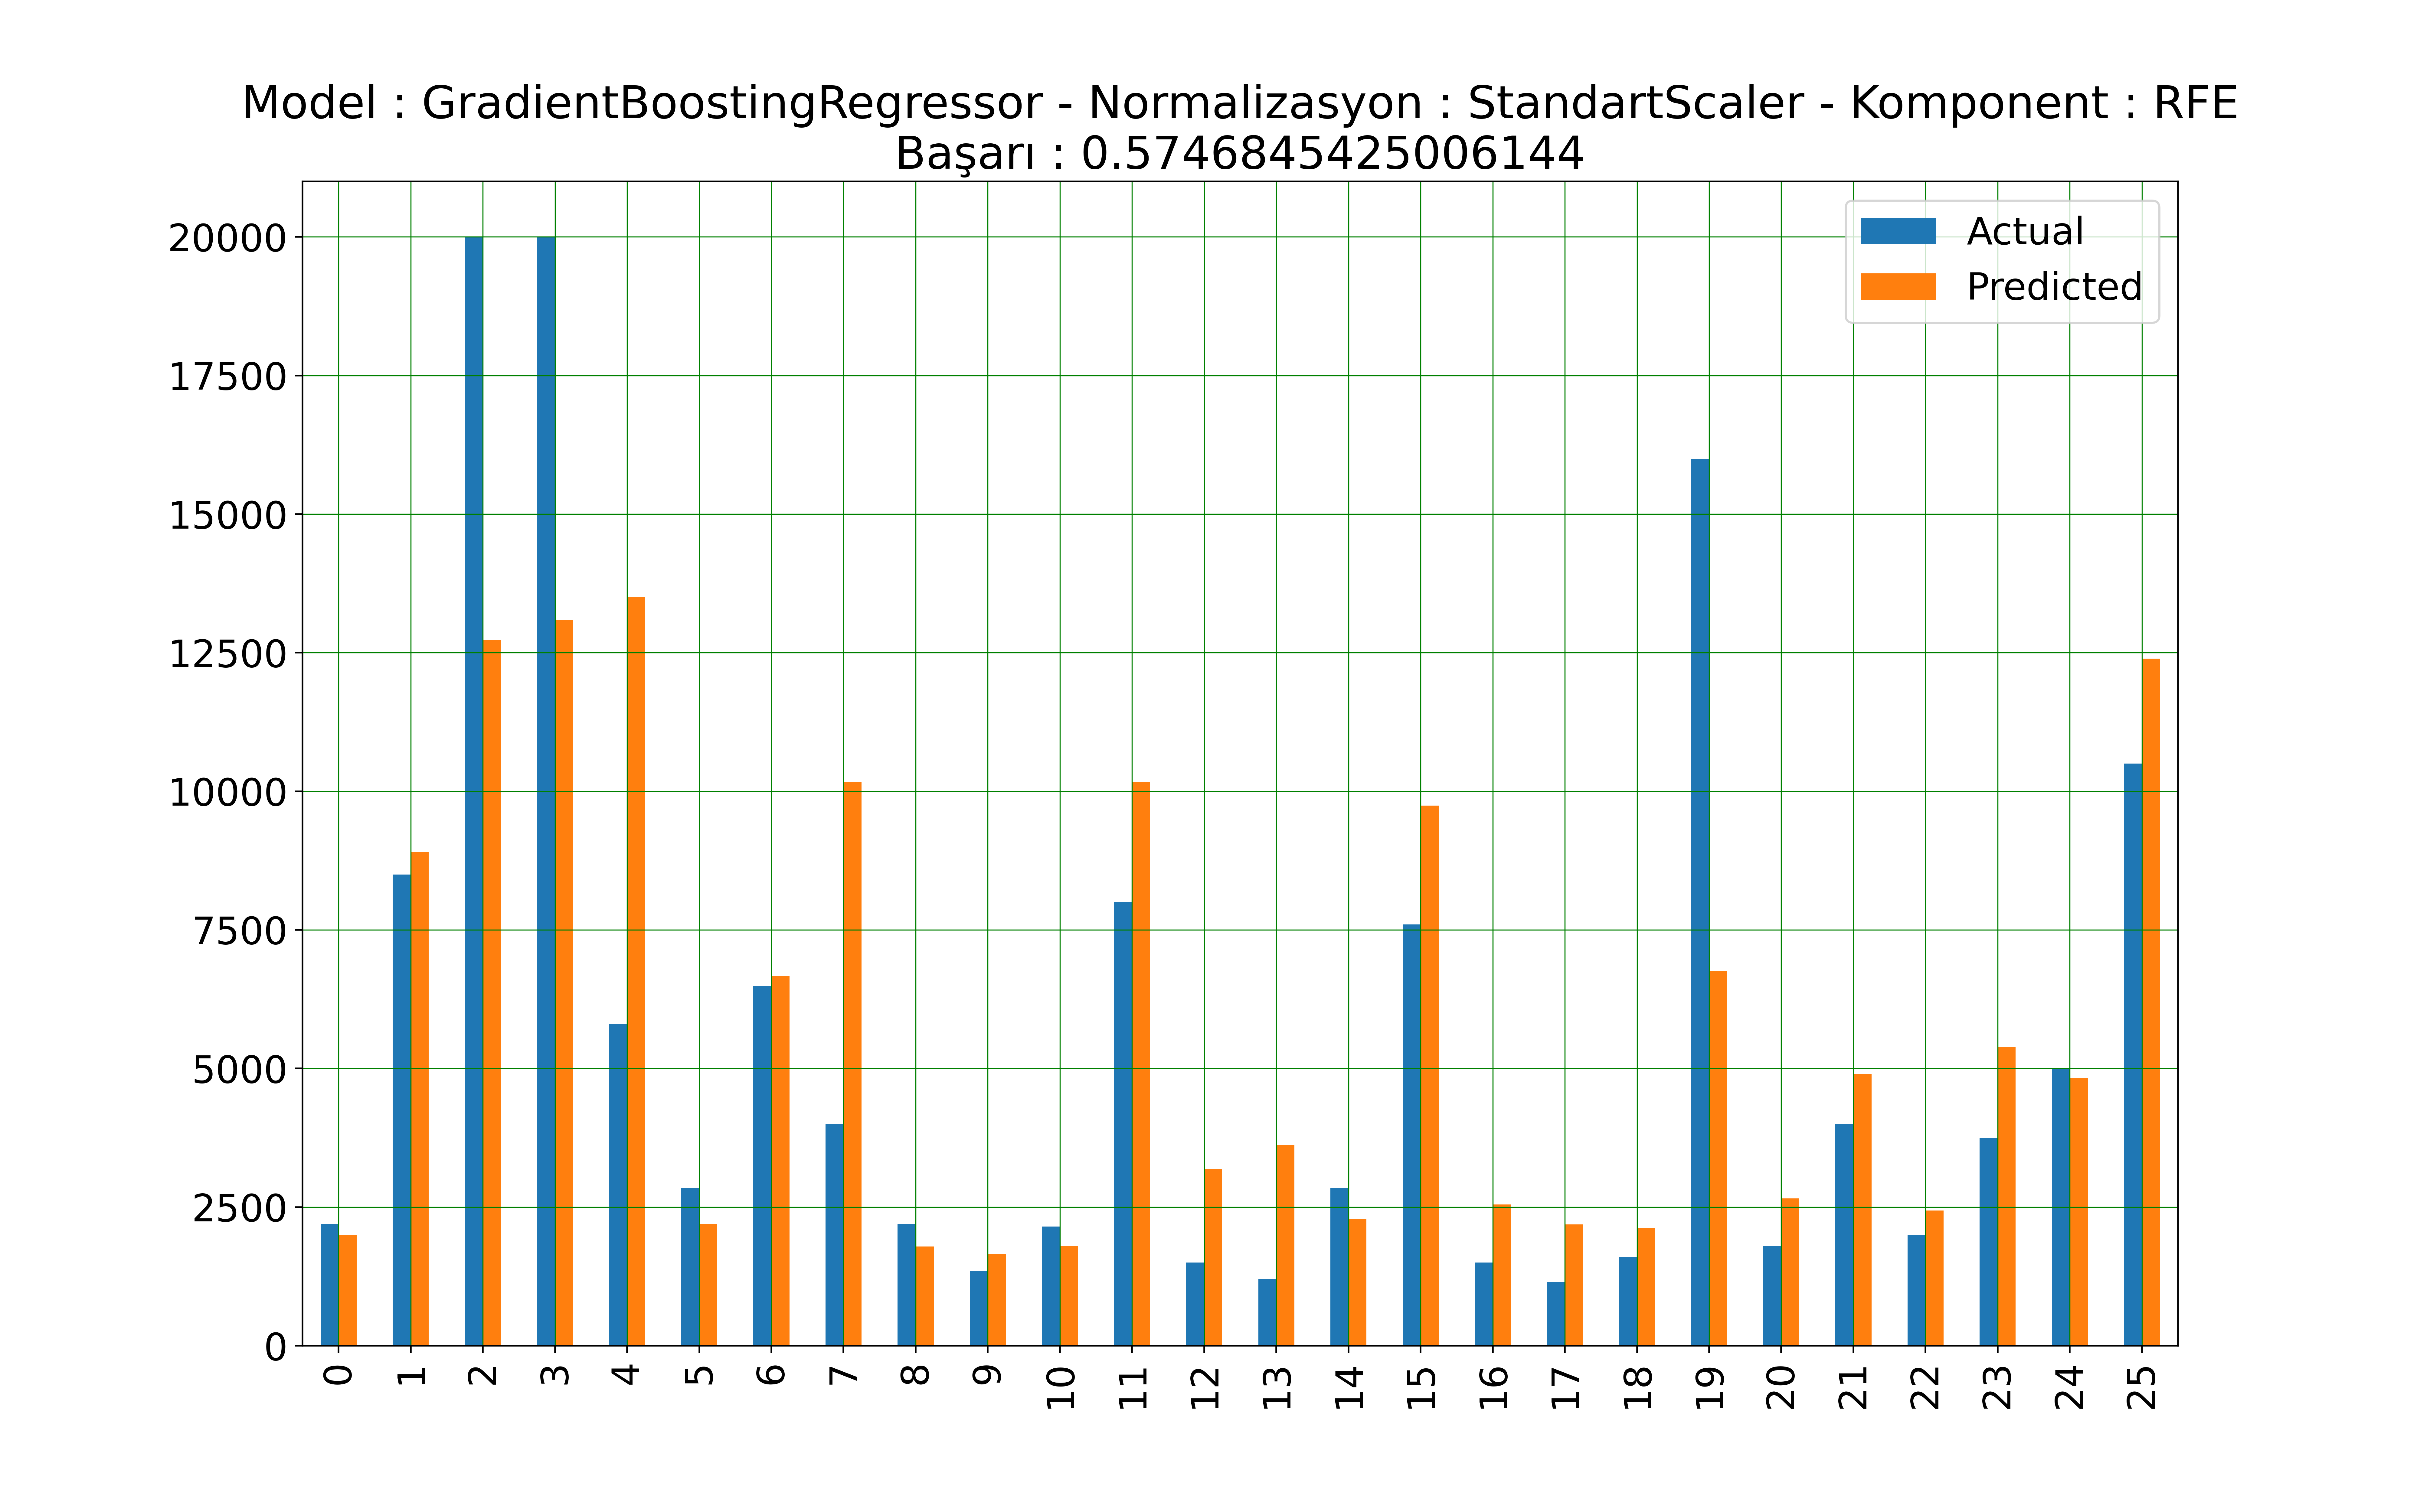 Model : GradientBoostingRegressor - Normalizasyon : StandartScaler - Komponent : RFE
Başarı : 0.5746845425006144
Actual
Predicted
20000
17500
15000
12500
10000
7500
5000
2500
0
0 1 2 3 4 5 6 7 8 9 10 11 12 13 14 15 16 17 18 19 20 21 22 23 24 25